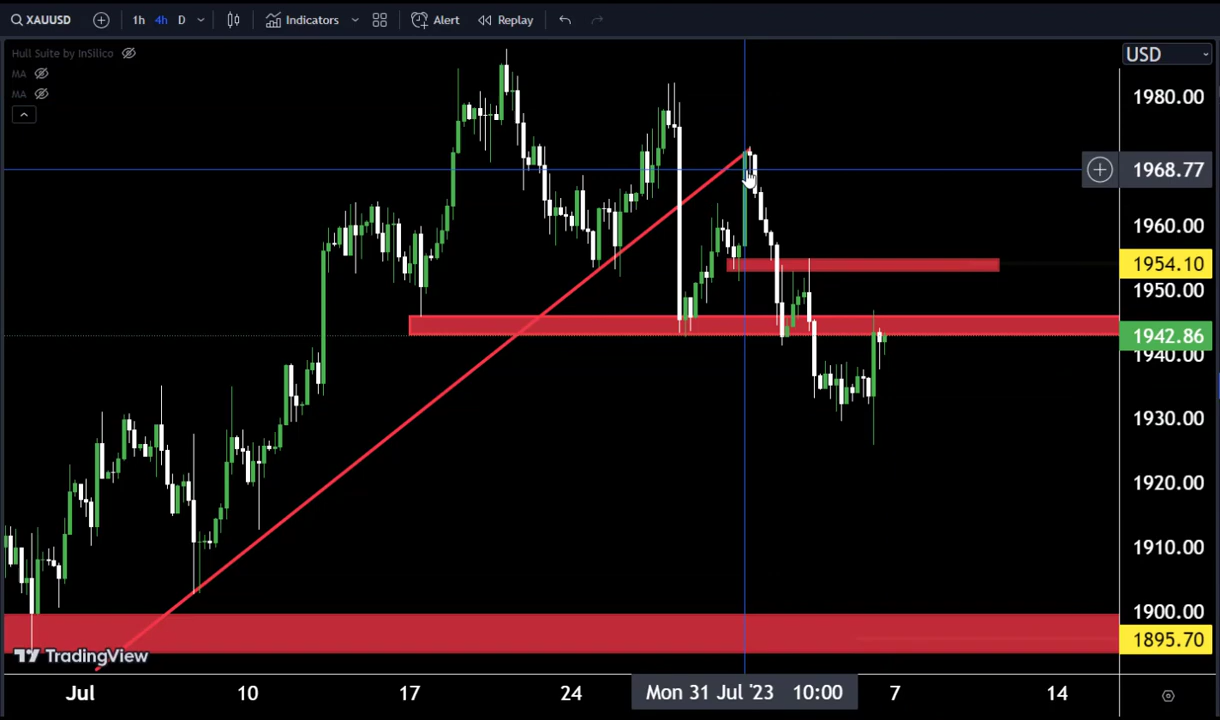 XAUUSD 1h 4h D Indicators Alert Replay
Hull Suite by InSilico
MA
MA
USD
1980.00
1968.77
1960.00
1954.10
1950.00
1942.86
1940.00
1930.00
1920.00
1910.00
1900.00
1895.70
TradingView
Jul 10 17 24 Mon 31 Jul '23 10:00 7 14